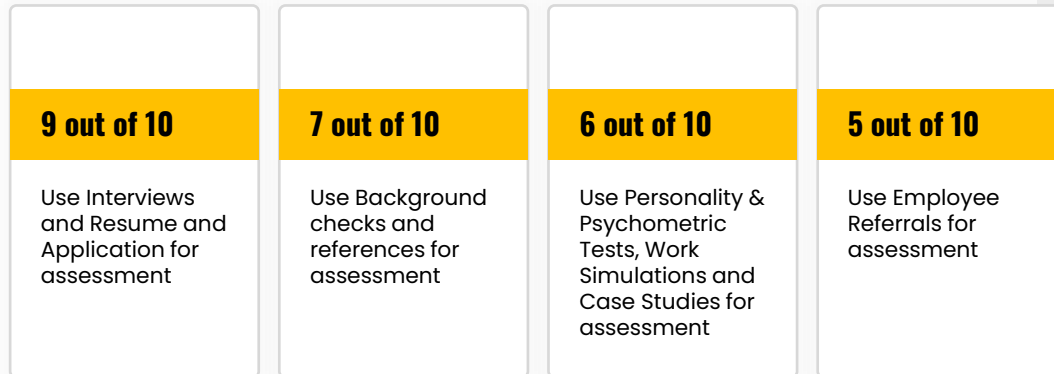 9 out of 10
Use Interviews
and Resume and
Application for
assessment
7 out of 10
Use Background
checks and
references for
assessment
6 out of 10
Use Personality &
Psychometric
Tests, Work
Simulations and
Case Studies for
assessment
5 out of 10
Use Employee
Referrals for
assessment